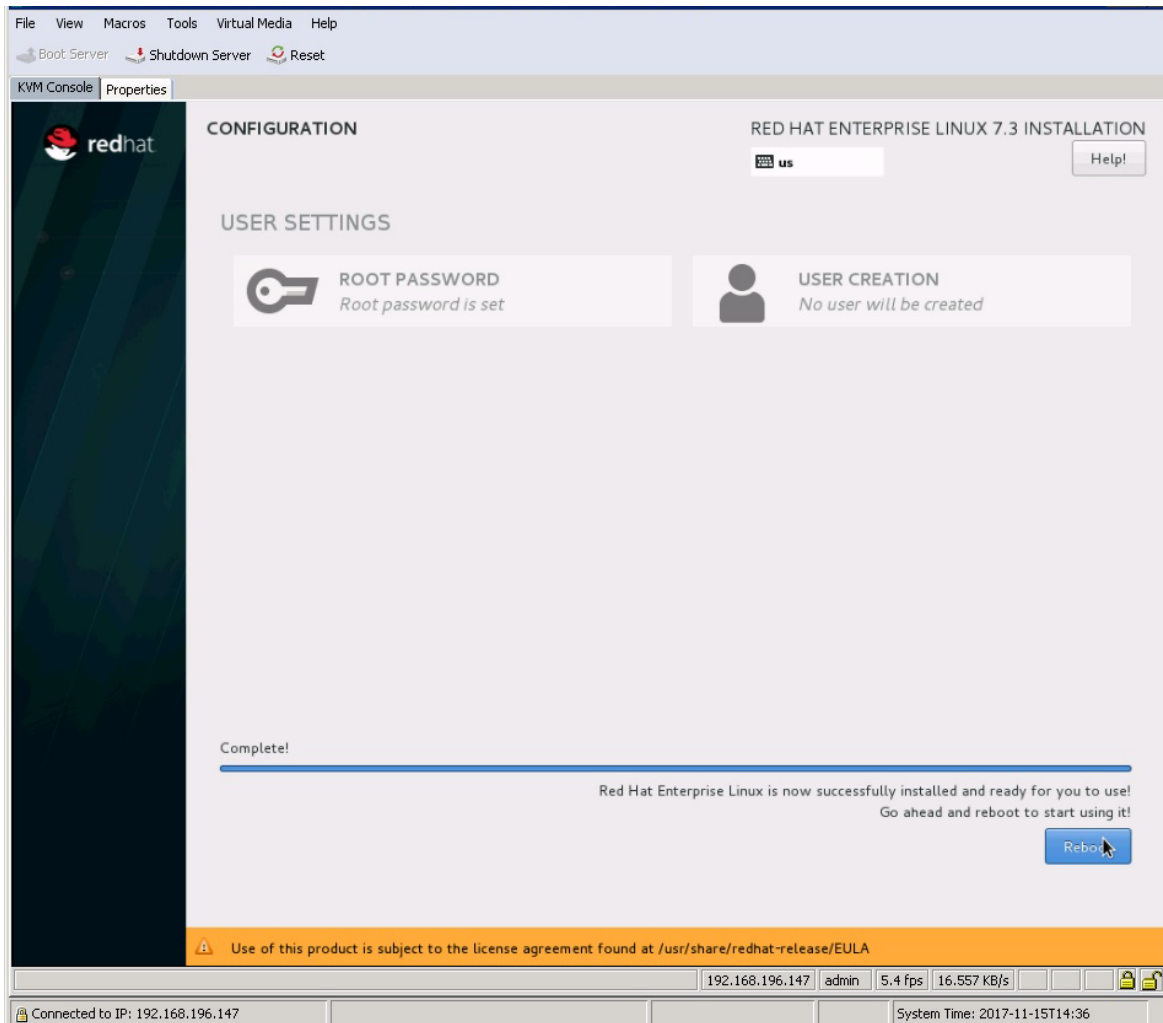 File View Macros Tools Virtual Media Help
Boot Server Shutdown Server Reset
KVM Console Properties
redhat
CONFIGURATION
RED HAT ENTERPRISE LINUX 7.3 INSTALLATION
us
Help!
USER SETTINGS
ROOT PASSWORD
Root password is set
USER CREATION
No user will be created
Complete!
Red Hat Enterprise Linux is now successfully installed and ready for you to use!
Go ahead and reboot to start using it!
Reboot
Use of this product is subject to the license agreement found at /usr/share/redhat-release/EULA
192.168.196.147 admin 5.4 fps 16.557 KB/s
Connected to IP: 192.168.196.147 System Time: 2017-11-15T14:36